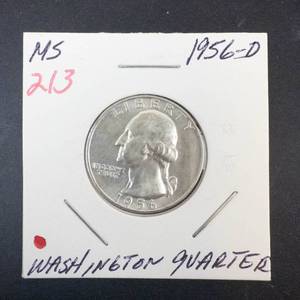 MS 1956-D
213
LIBERTY
IN GOD
WE TRUST
1956
WASHINGTON QUARTER